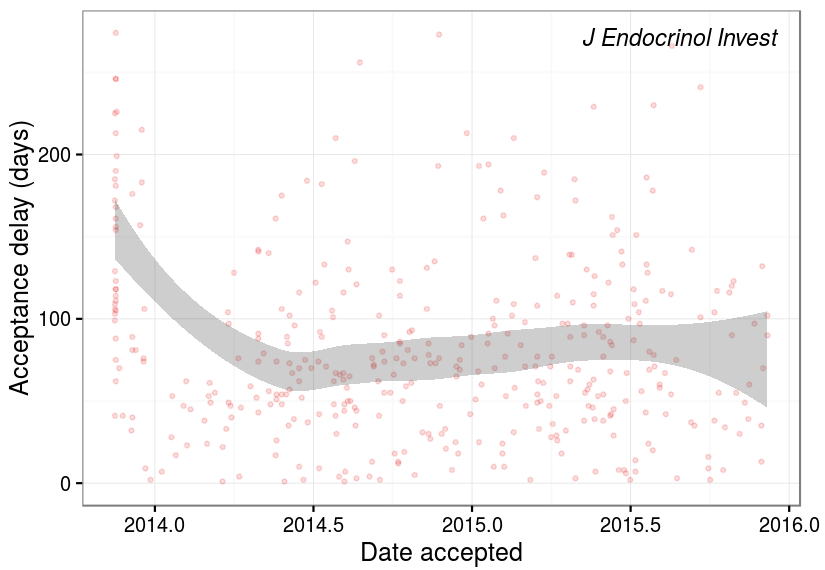 J Endocrinol Invest
Acceptance delay (days)
200
100
0
2014.0 2014.5 2015.0 2015.5 2016.0
Date accepted